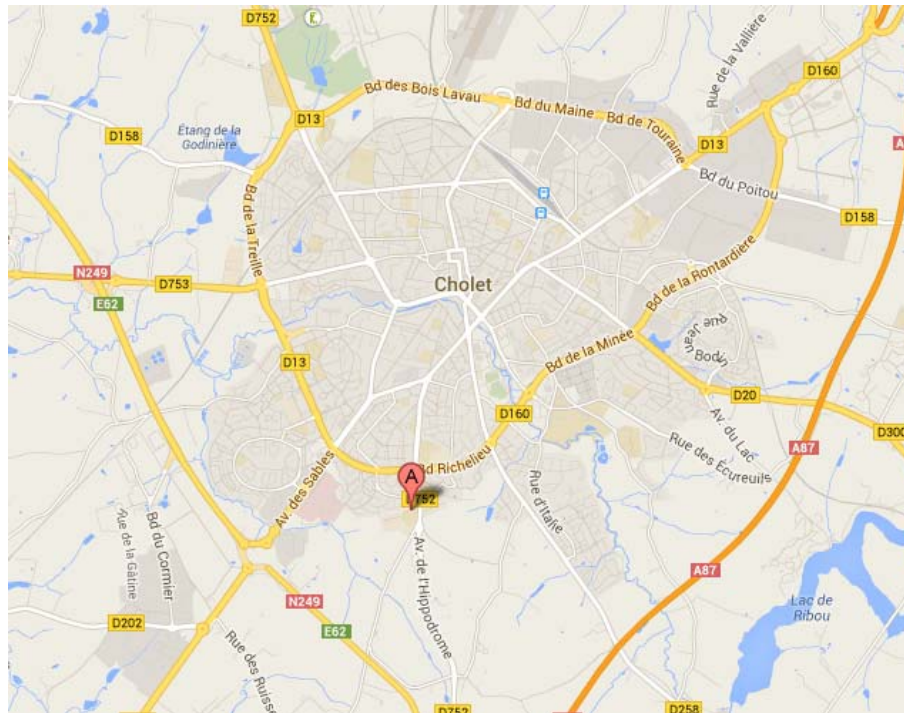 D752
D160
Rue de la Vallière
Bd des Bois Lavau
Bd du Maine
Bd de Touraine
D13
D158
Étang de la
Godinière
D13
Bd du Poitou
D158
Bd de la Treille
N249
E62
D753
Cholet
Bd de la Rontardière
Rue Jean
Bodin
Bd de la Minée
D13
D160
D20
D300
A87
Av. du Lac
Rue des Écureuils
Bd Richelieu
A
D752
Av. des Sables
Rue d'Italie
Bd du Cormier
Rue de la Gâtine
Av. de l'Hippodrome
A87
N249
E62
D202
Lac de
Ribou
Rue des Ruisse
D752
D258